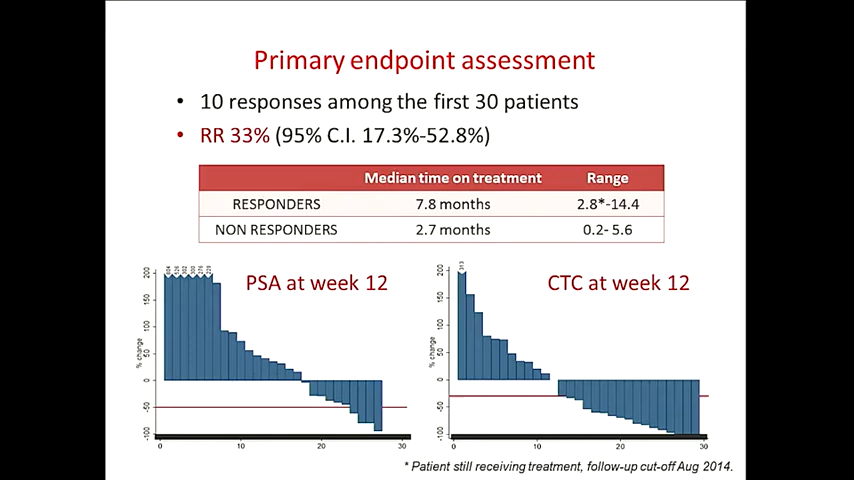 Primary endpoint assessment
• 10 responses among the first 30 patients
• RR 33% (95% C.I. 17.3%-52.8%)
Median time on treatment Range
RESPONDERS 7.8 months 2.8*-14.4
NON RESPONDERS 2.7 months 0.2- 5.6
PSA at week 12
% change
200
150
100
50
0
-50
-100
0 10 20 30
CTC at week 12
313
% change
200
150
100
50
0
-50
-100
0 10 20 30
* Patient still receiving treatment, follow-up cut-off Aug 2014.